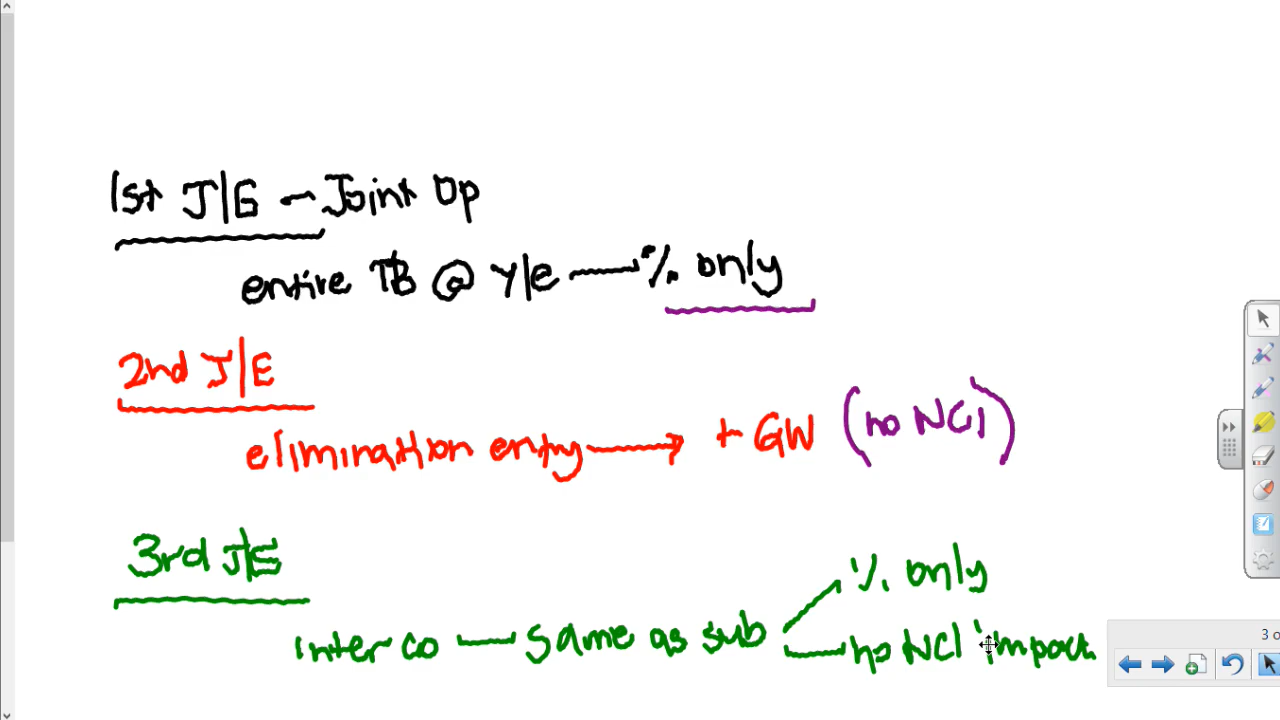 1st J|E — Joint Op
entire TB @ Y|e — % only
2nd J|E
elimination entry → + GW (no NCI)
3rd J|E
inter co — same as sub — % only
— no NCI impact
3 o